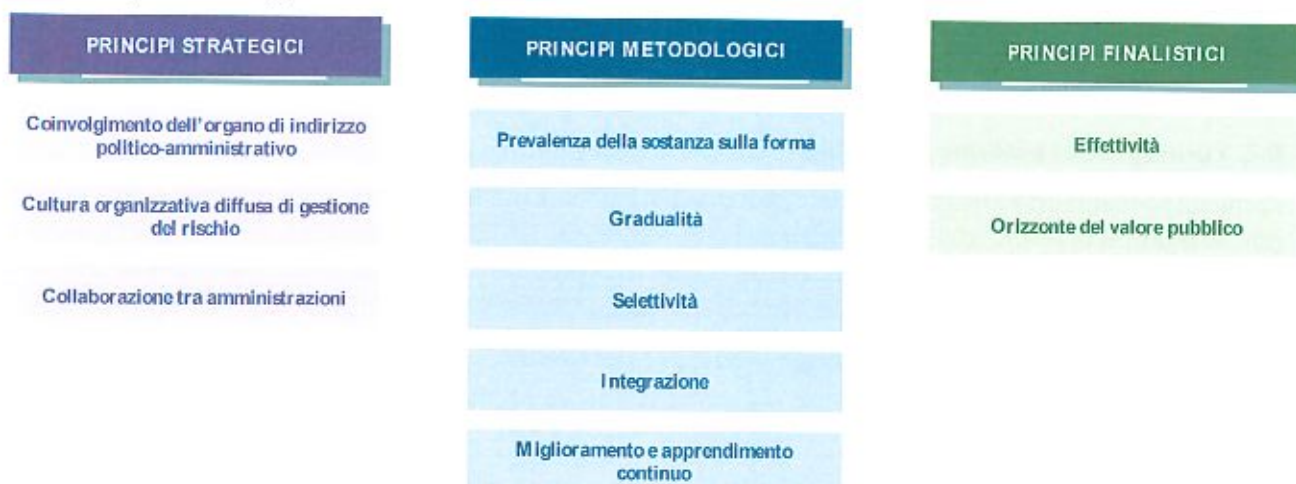 PRINCIPI STRATEGICI
Coinvolgimento dell'organo di indirizzo
politico-amministrativo
Cultura organizzativa diffusa di gestione
del rischio
Collaborazione tra amministrazioni
PRINCIPI METODOLOGICI
Prevalenza della sostanza sulla forma
Gradualità
Selettività
Integrazione
Miglioramento e apprendimento
continuo
PRINCIPI FINALISTICI
Effettività
Orizzonte del valore pubblico